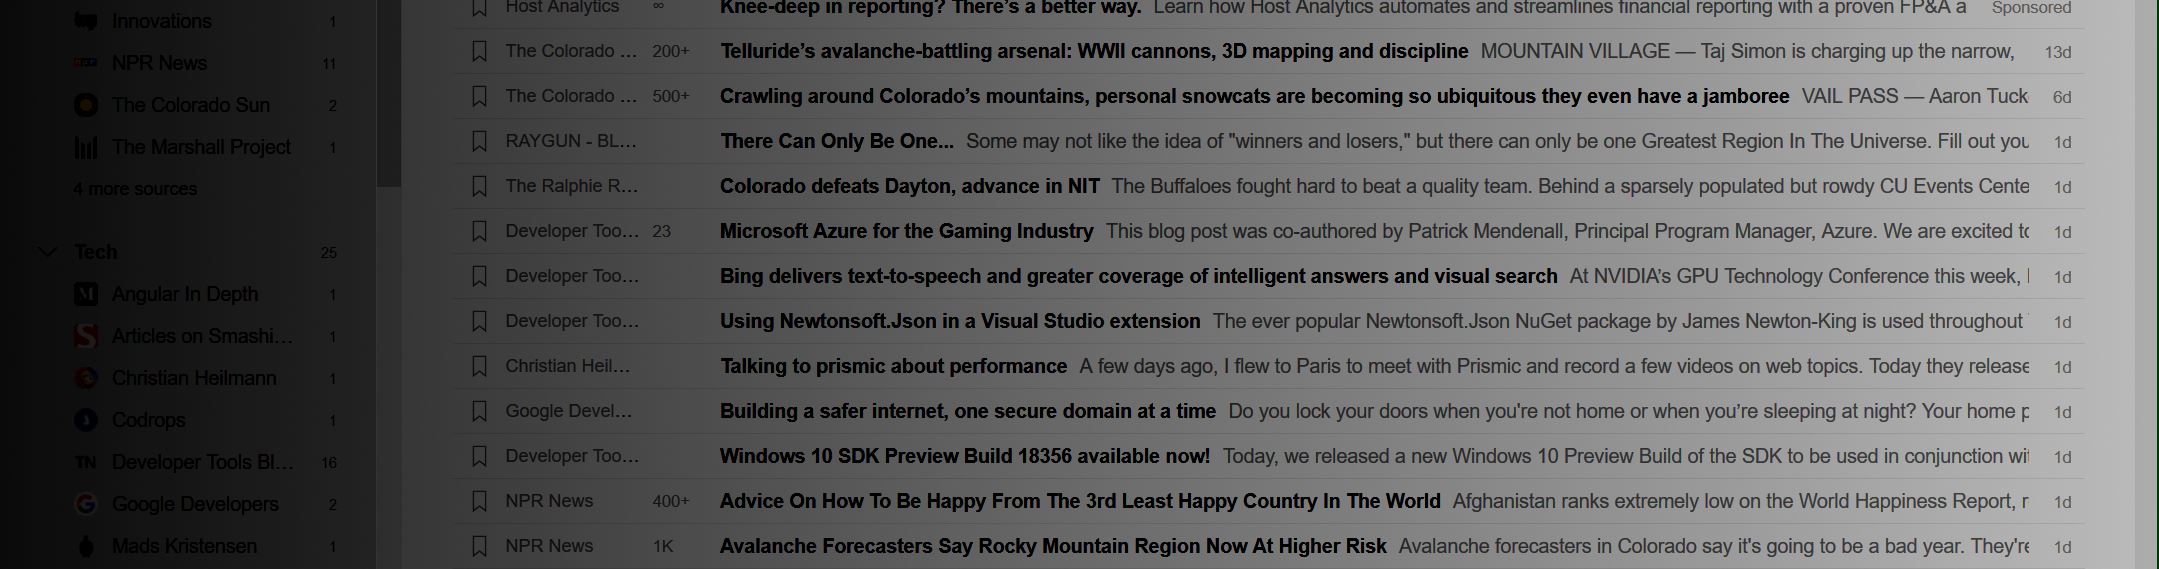 Innovations 1
NPR News 11
The Colorado Sun 2
The Marshall Project 1
4 more sources
Tech 25
Angular In Depth 1
Articles on Smashi... 1
Christian Heilmann 1
Codrops 1
TN Developer Tools Bl... 16
Google Developers 2
Mads Kristensen 1
Host Analytics ∞ Knee-deep in reporting? There's a better way. Learn how Host Analytics automates and streamlines financial reporting with a proven FP&A a Sponsored
The Colorado ... 200+ Telluride's avalanche-battling arsenal: WWII cannons, 3D mapping and discipline MOUNTAIN VILLAGE — Taj Simon is charging up the narrow, 13d
The Colorado ... 500+ Crawling around Colorado's mountains, personal snowcats are becoming so ubiquitous they even have a jamboree VAIL PASS — Aaron Tuck 6d
RAYGUN - BL... There Can Only Be One... Some may not like the idea of "winners and losers," but there can only be one Greatest Region In The Universe. Fill out you 1d
The Ralphie R... Colorado defeats Dayton, advance in NIT The Buffaloes fought hard to beat a quality team. Behind a sparsely populated but rowdy CU Events Cente 1d
Developer Too... 23 Microsoft Azure for the Gaming Industry This blog post was co-authored by Patrick Mendenall, Principal Program Manager, Azure. We are excited to 1d
Developer Too... Bing delivers text-to-speech and greater coverage of intelligent answers and visual search At NVIDIA's GPU Technology Conference this week, 1d
Developer Too... Using Newtonsoft.Json in a Visual Studio extension The ever popular Newtonsoft.Json NuGet package by James Newton-King is used throughout 1d
Christian Heil... Talking to prismic about performance A few days ago, I flew to Paris to meet with Prismic and record a few videos on web topics. Today they release 1d
Google Devel... Building a safer internet, one secure domain at a time Do you lock your doors when you're not home or when you're sleeping at night? Your home p 1d
Developer Too... Windows 10 SDK Preview Build 18356 available now! Today, we released a new Windows 10 Preview Build of the SDK to be used in conjunction wit 1d
NPR News 400+ Advice On How To Be Happy From The 3rd Least Happy Country In The World Afghanistan ranks extremely low on the World Happiness Report, r 1d
NPR News 1K Avalanche Forecasters Say Rocky Mountain Region Now At Higher Risk Avalanche forecasters in Colorado say it's going to be a bad year. They're 1d